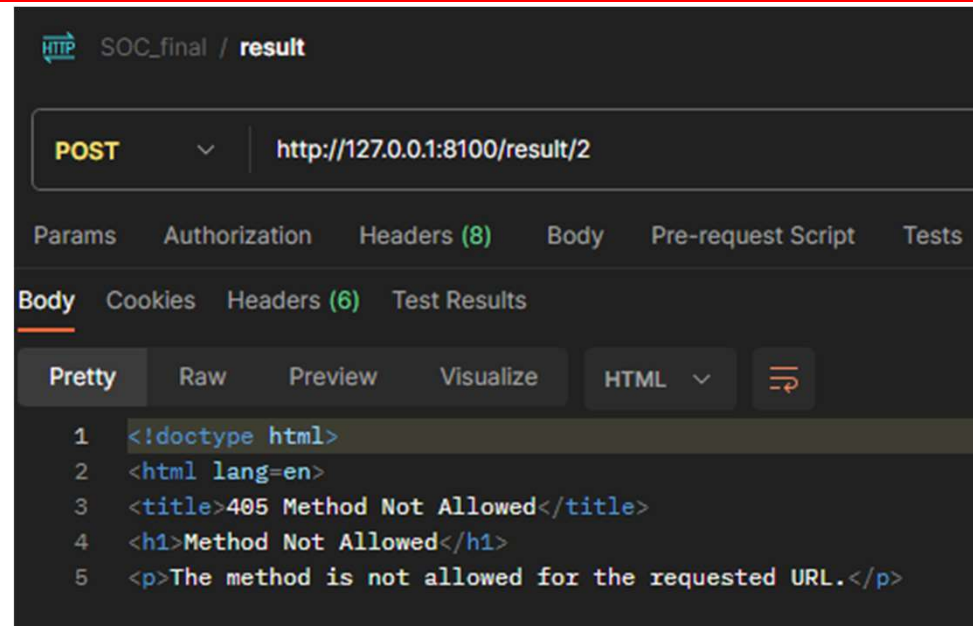 HTTP SOC_final / result
POST http://127.0.0.1:8100/result/2
Params Authorization Headers (8) Body Pre-request Script Tests
Body Cookies Headers (6) Test Results
Pretty Raw Preview Visualize HTML
1 <!doctype html>
2 <html lang=en>
3 <title>405 Method Not Allowed</title>
4 <h1>Method Not Allowed</h1>
5 <p>The method is not allowed for the requested URL.</p>